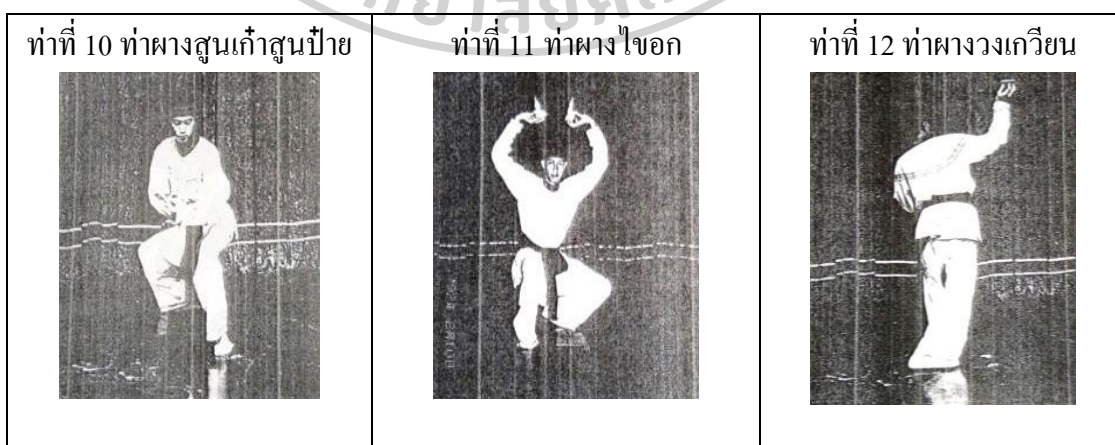 ท่าที่ 10 ท่าผางสูนเก๋าสูนป๋าย
ท่าที่ 11 ท่าผางไขอก
ท่าที่ 12 ท่าผางวงเกวียน